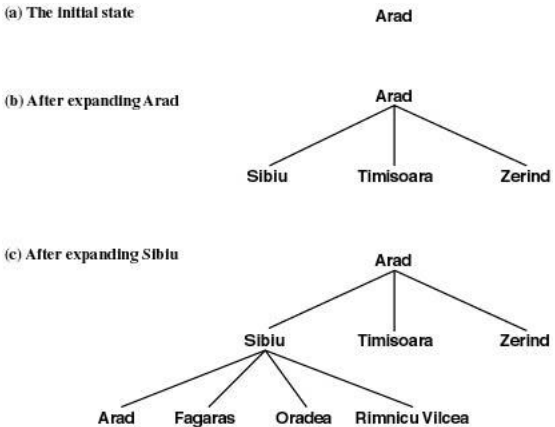 (a) The initial state
Arad
(b) After expanding Arad
Arad
Sibiu Timisoara Zerind
(c) After expanding Sibiu
Arad
Sibiu Timisoara Zerind
Arad Fagaras Oradea Rimnicu Vilcea